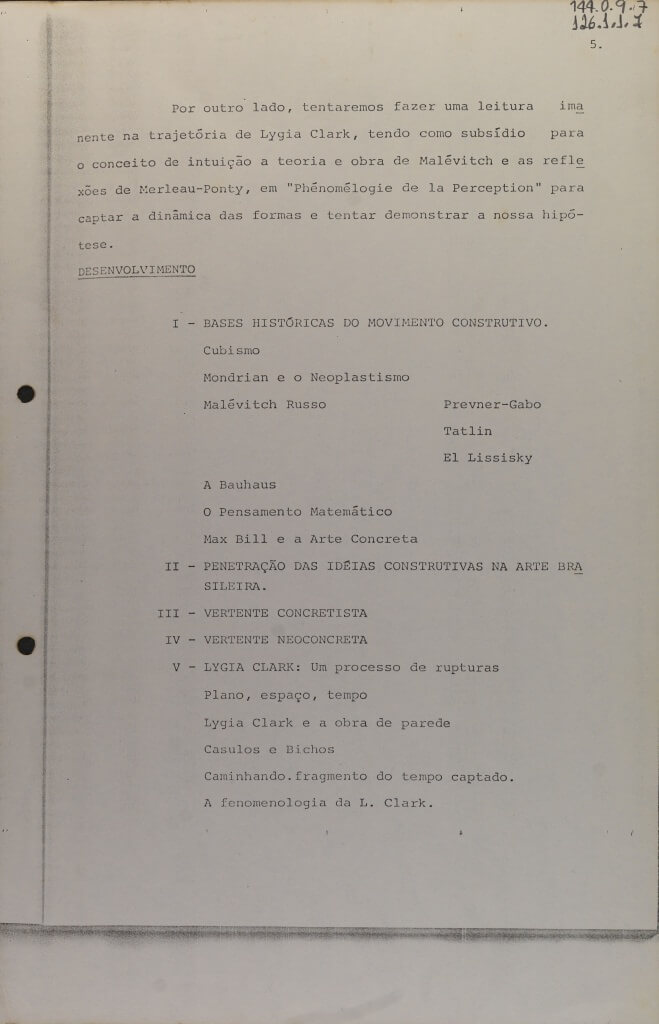 144.0.9.7
126.1.1.7
5.
Por outro lado, tentaremos fazer uma leitura ima
nente na trajetória de Lygia Clark, tendo como subsídio para
o conceito de intuição a teoria e obra de Malévitch e as refle
xões de Merleau-Ponty, em "Phénomélogie de la Perception" para
captar a dinâmica das formas e tentar demonstrar a nossa hipó-
tese.
DESENVOLVIMENTO
I - BASES HISTÓRICAS DO MOVIMENTO CONSTRUTIVO.
Cubismo
Mondrian e o Neoplastismo
Malévitch Russo Prevner-Gabo
Tatlin
El Lissisky
A Bauhaus
O Pensamento Matemático
Max Bill e a Arte Concreta
II - PENETRAÇÃO DAS IDÉIAS CONSTRUTIVAS NA ARTE BRA
SILEIRA.
III - VERTENTE CONCRETISTA
IV - VERTENTE NEOCONCRETA
V - LYGIA CLARK: Um processo de rupturas
Plano, espaço, tempo
Lygia Clark e a obra de parede
Casulos e Bichos
Caminhando.fragmento do tempo captado.
A fenomenologia da L. Clark.